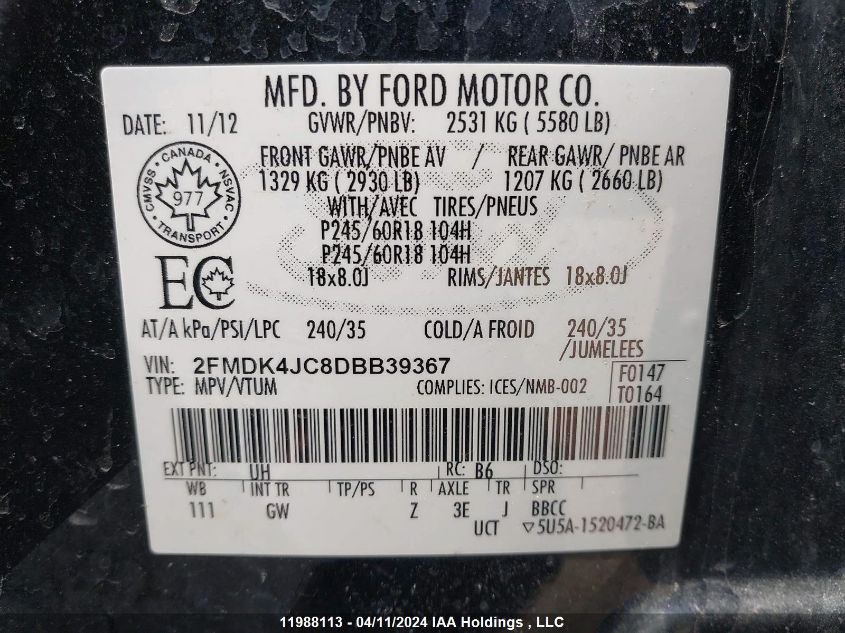 MFD. BY FORD MOTOR CO.
DATE: 11/12 GVWR/PNBV: 2531 KG ( 5580 LB)
FRONT GAWR/PNBE AV / REAR GAWR/ PNBE AR
1329 KG ( 2930 LB) 1207 KG ( 2660 LB)
WITH/AVEC TIRES/PNEUS
P245/60R18 104H
P245/60R18 104H
18x8.0J RIMS/JANTES 18x8.0J
CANADA
CMVSS NSVAC
977
TRANSPORT
EC
AT/A kPa/PSI/LPC 240/35 COLD/A FROID 240/35
/JUMELEES
VIN: 2FMDK4JC8DBB39367 F0147
TYPE: MPV/VTUM COMPLIES: ICES/NMB-002 T0164
EXT PNT: UH RC: B6 DSO:
WB INT TR TP/PS R AXLE TR SPR
111 GW Z 3E J BBCC
UCT ▽5U5A-1520472-BA
11988113 - 04/11/2024 IAA Holdings , LLC